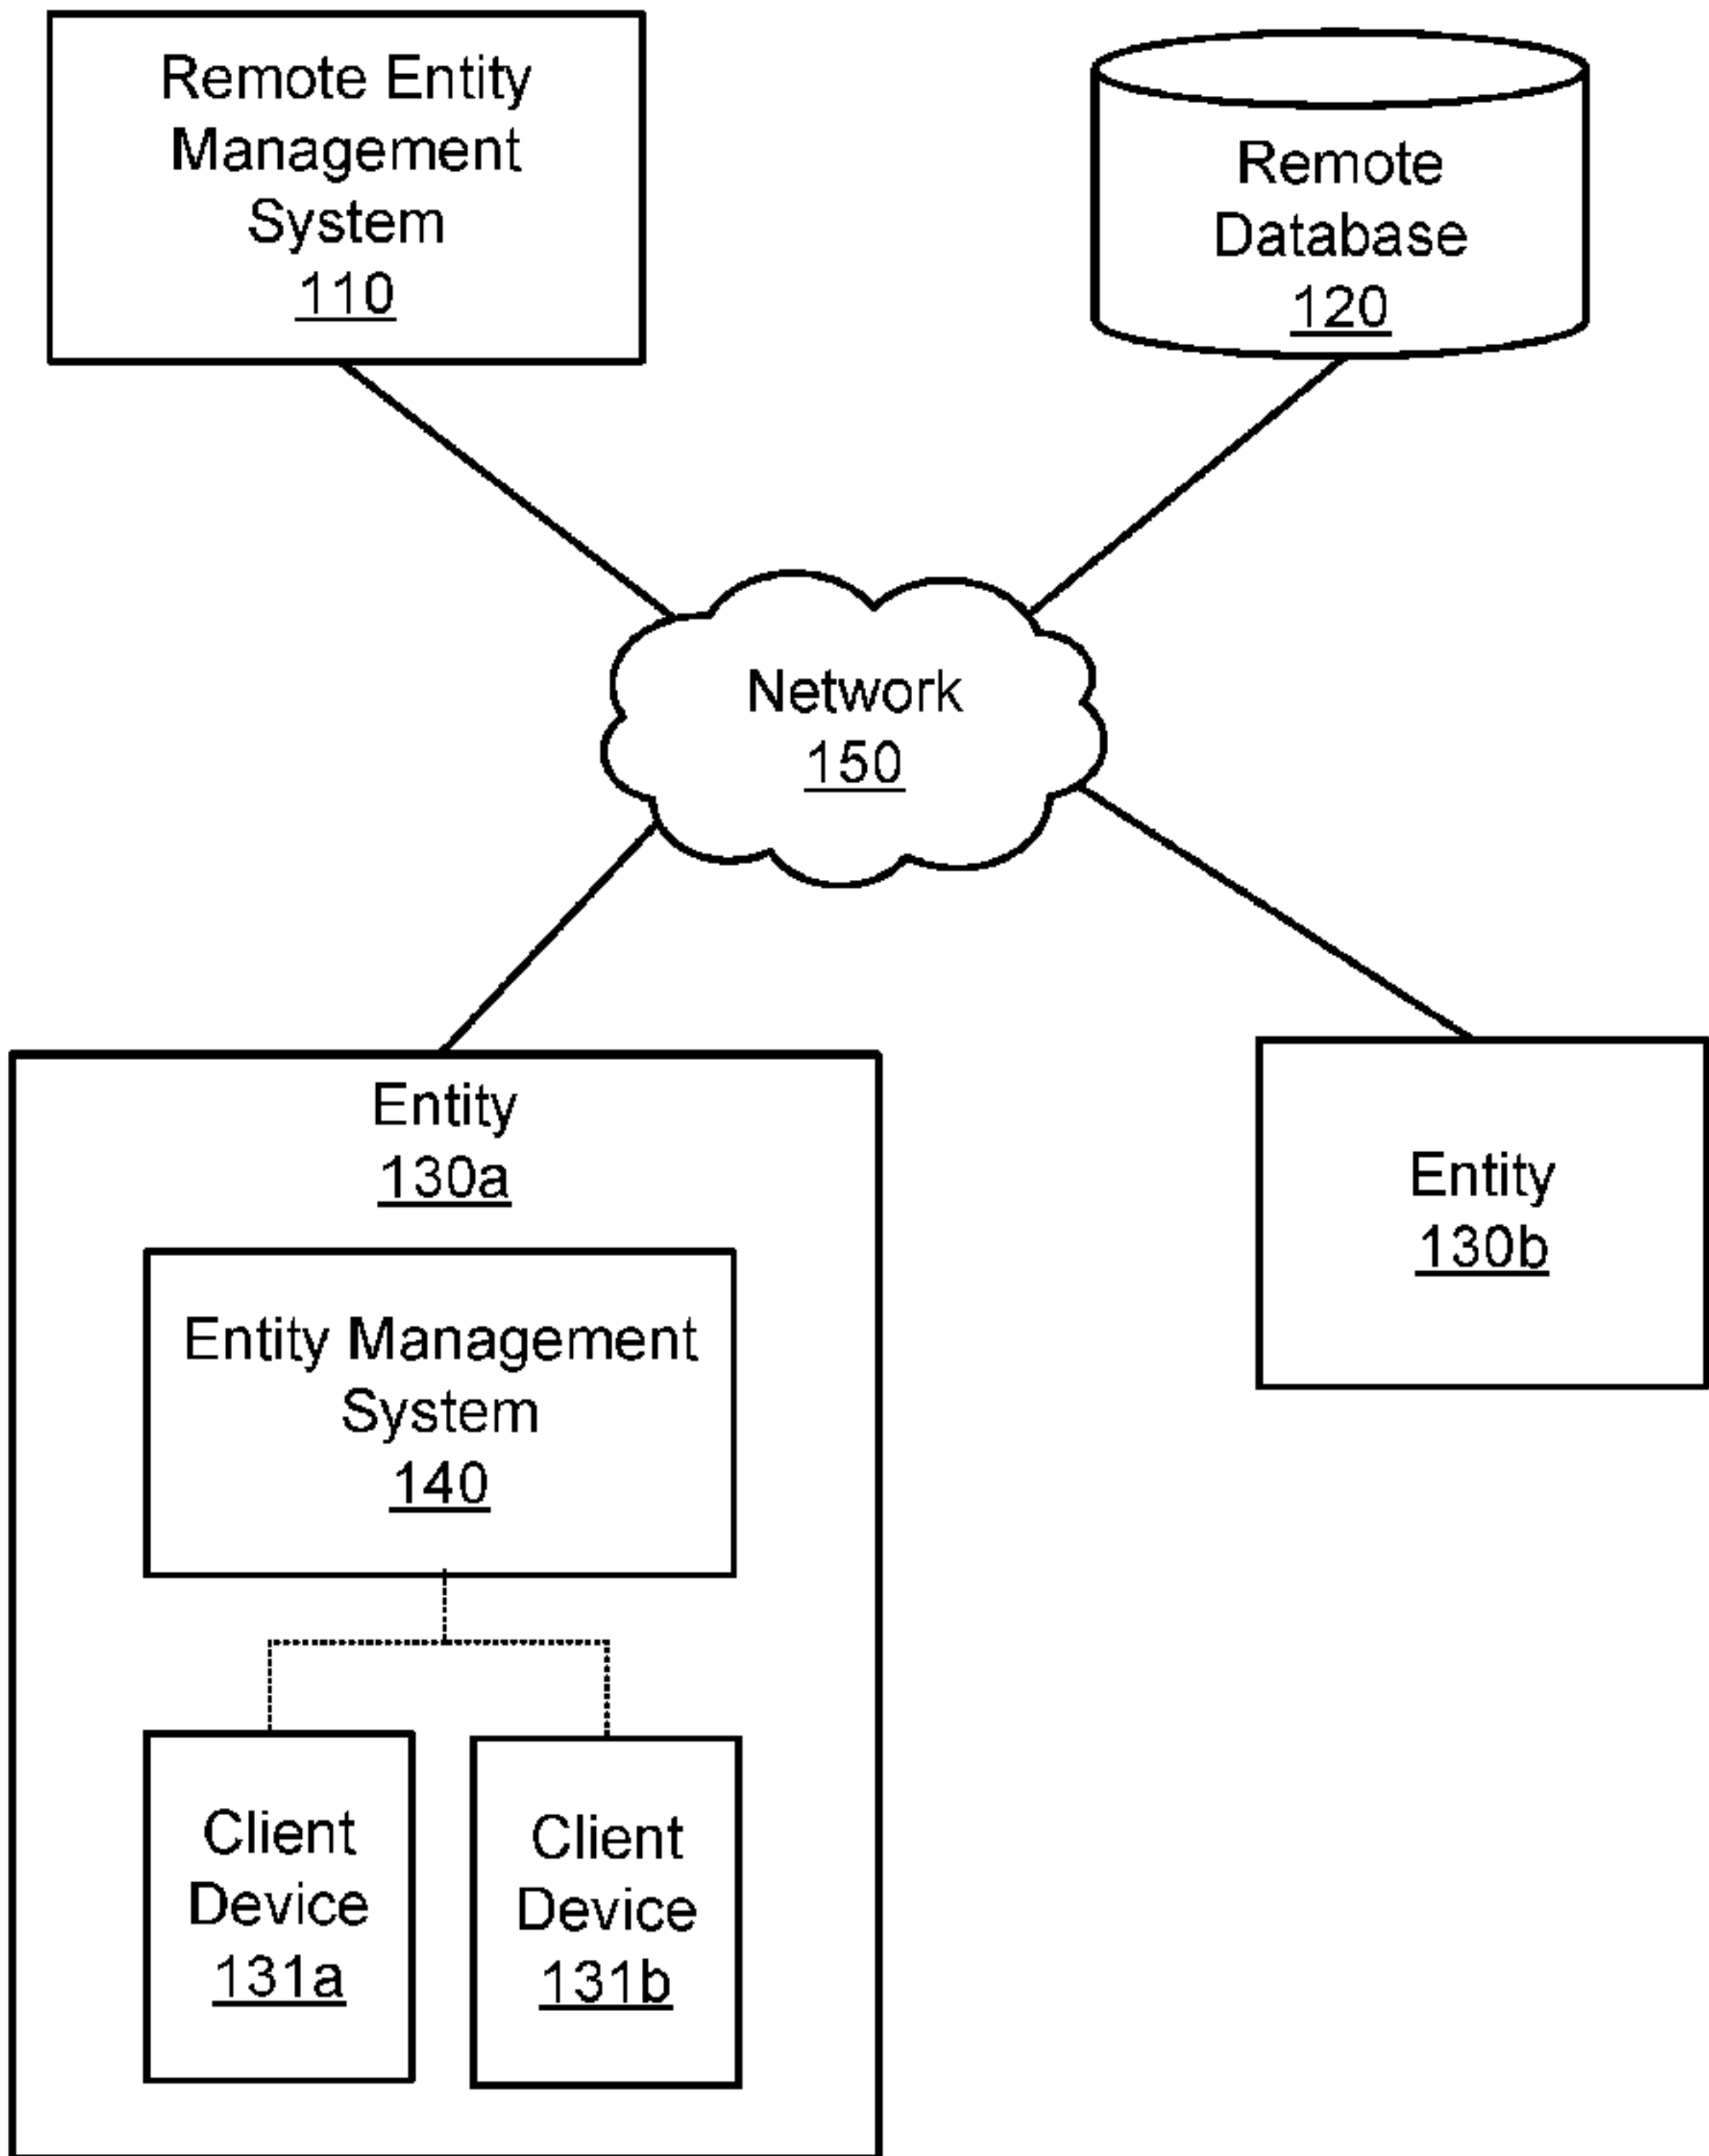 Remote Entity
Management
System
110
Remote
Database
120
Network
150
Entity
130a
Entity Management
System
140
Client
Device
131a
Client
Device
131b
Entity
130b